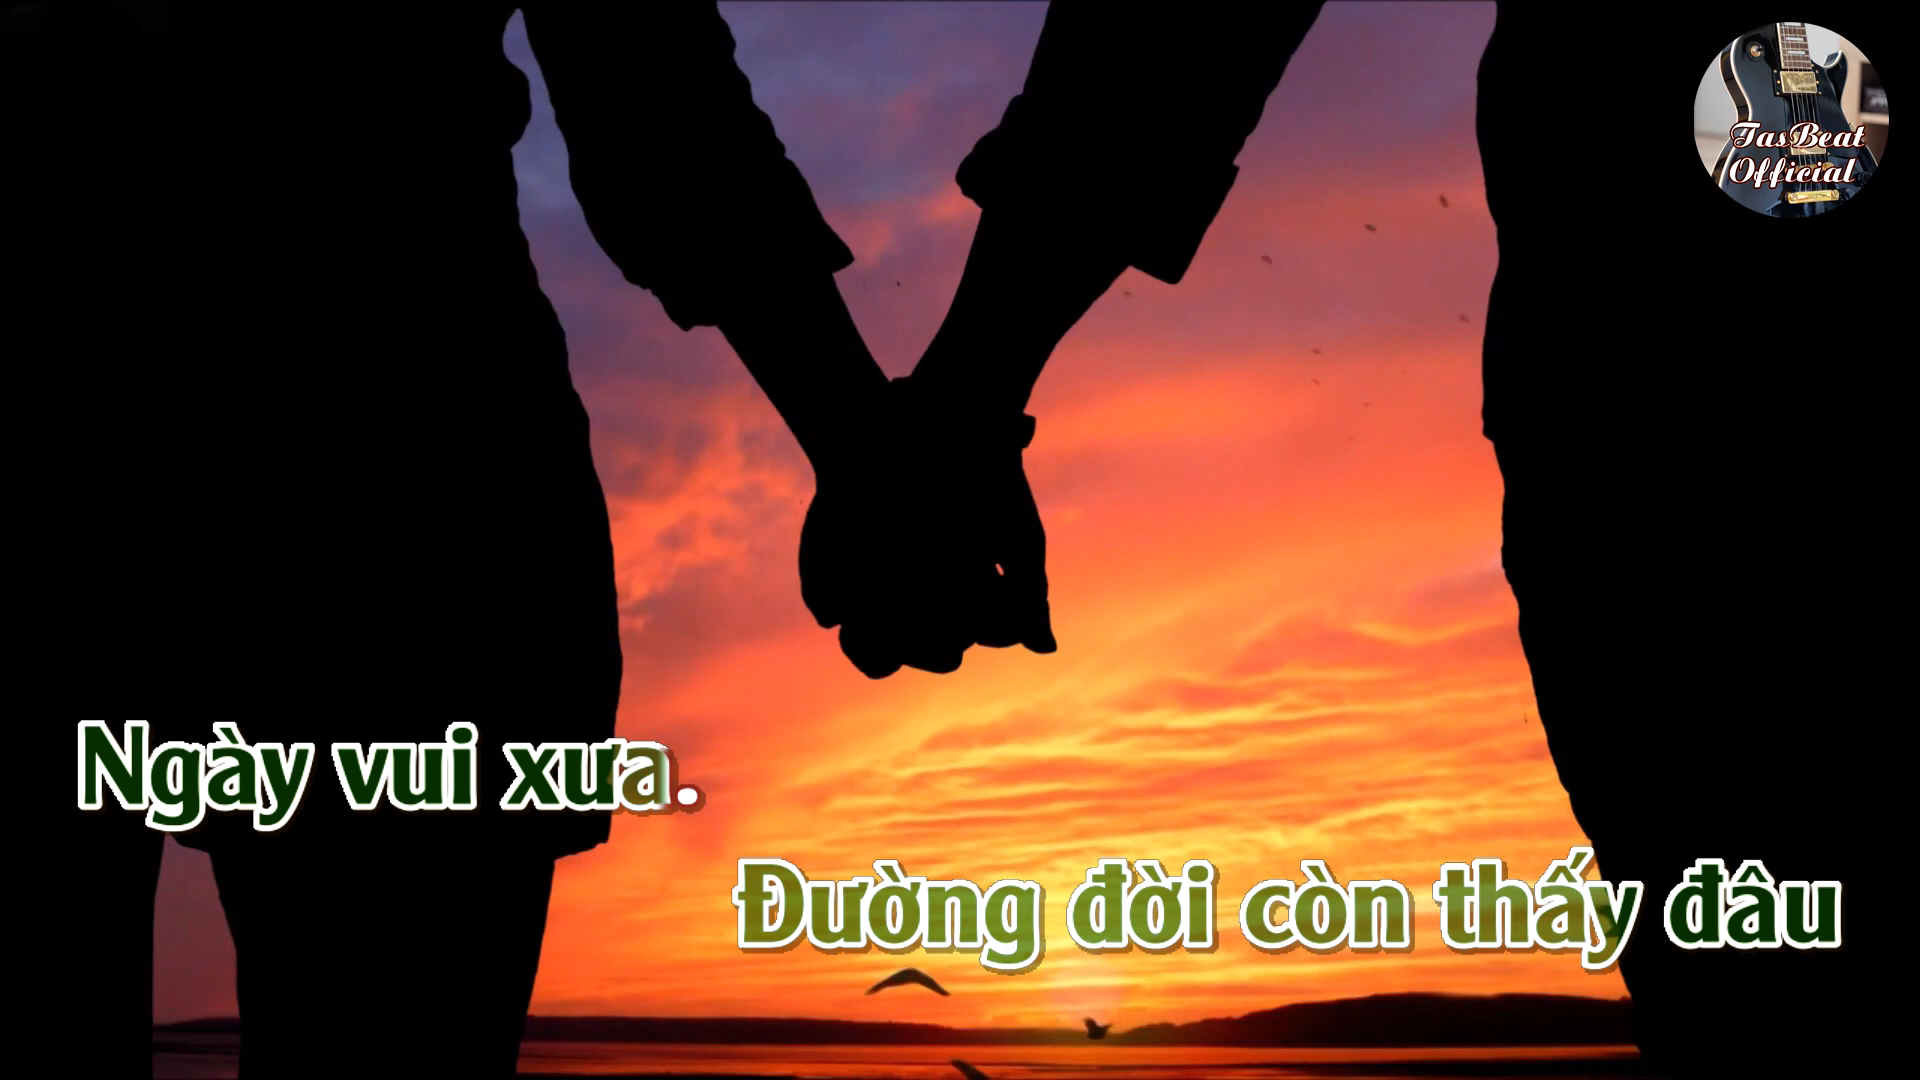 TasBeat
Official
Ngày vui xưa.
Đường đời còn thấy đâu